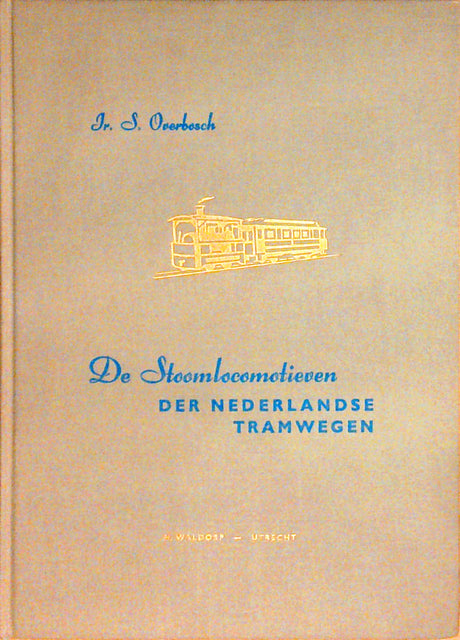 Ir. S. Overbosch
De Stoomlocomotieven
DER NEDERLANDSE
TRAMWEGEN
H. WALDORP — UTRECHT